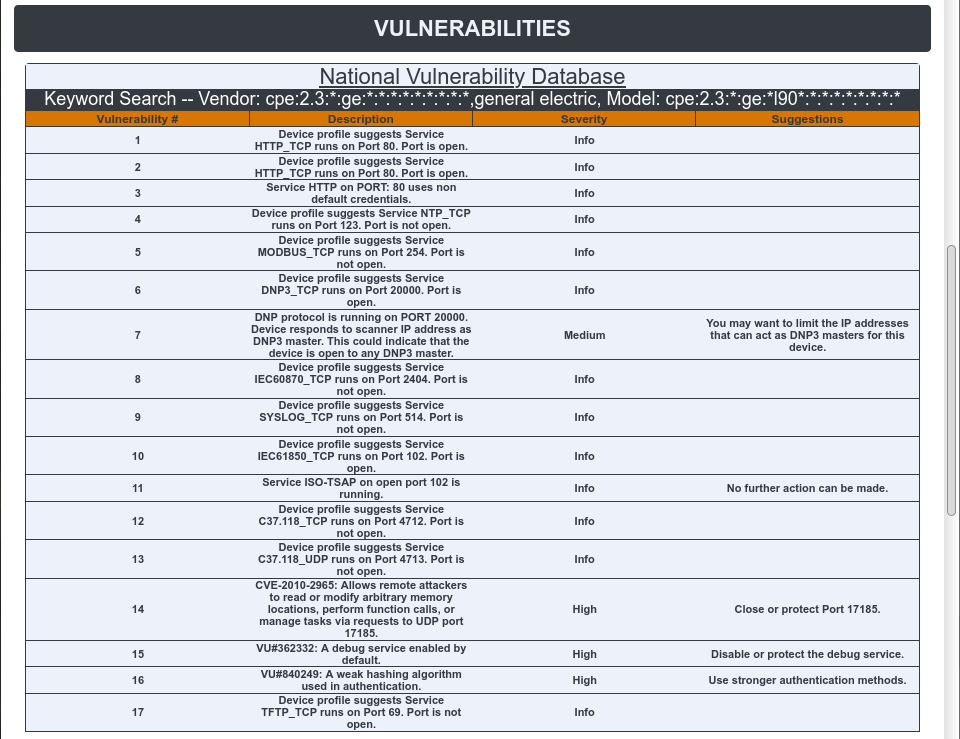 VULNERABILITIES
National Vulnerability Database
Keyword Search -- Vendor: cpe:2.3:*:ge:*:*:*:*:*:*:*:*:*,general electric, Model: cpe:2.3:*:ge:*l90*:*:*:*:*:*:*:*:*
Vulnerability # Description Severity Suggestions
1 Device profile suggests Service
HTTP_TCP runs on Port 80. Port is open. Info
2 Device profile suggests Service
HTTP_TCP runs on Port 80. Port is open. Info
3 Service HTTP on PORT: 80 uses non
default credentials. Info
4 Device profile suggests Service NTP_TCP
runs on Port 123. Port is not open. Info
5 Device profile suggests Service
MODBUS_TCP runs on Port 254. Port is
not open. Info
6 Device profile suggests Service
DNP3_TCP runs on Port 20000. Port is
open. Info
7 DNP protocol is running on PORT 20000.
Device responds to scanner IP address as
DNP3 master. This could indicate that the
device is open to any DNP3 master. Medium
You may want to limit the IP addresses
that can act as DNP3 masters for this
device.
8 Device profile suggests Service
IEC60870_TCP runs on Port 2404. Port is
not open. Info
9 Device profile suggests Service
SYSLOG_TCP runs on Port 514. Port is
not open. Info
10 Device profile suggests Service
IEC61850_TCP runs on Port 102. Port is
open. Info
11 Service ISO-TSAP on open port 102 is
running. Info No further action can be made.
12 Device profile suggests Service
C37.118_TCP runs on Port 4712. Port is
not open. Info
13 Device profile suggests Service
C37.118_UDP runs on Port 4713. Port is
not open. Info
14 CVE-2010-2965: Allows remote attackers
to read or modify arbitrary memory
locations, perform function calls, or
manage tasks via requests to UDP port
17185. High Close or protect Port 17185.
15 VU#362332: A debug service enabled by
default. High Disable or protect the debug service.
16 VU#840249: A weak hashing algorithm
used in authentication. High Use stronger authentication methods.
17 Device profile suggests Service
TFTP_TCP runs on Port 69. Port is not
open. Info